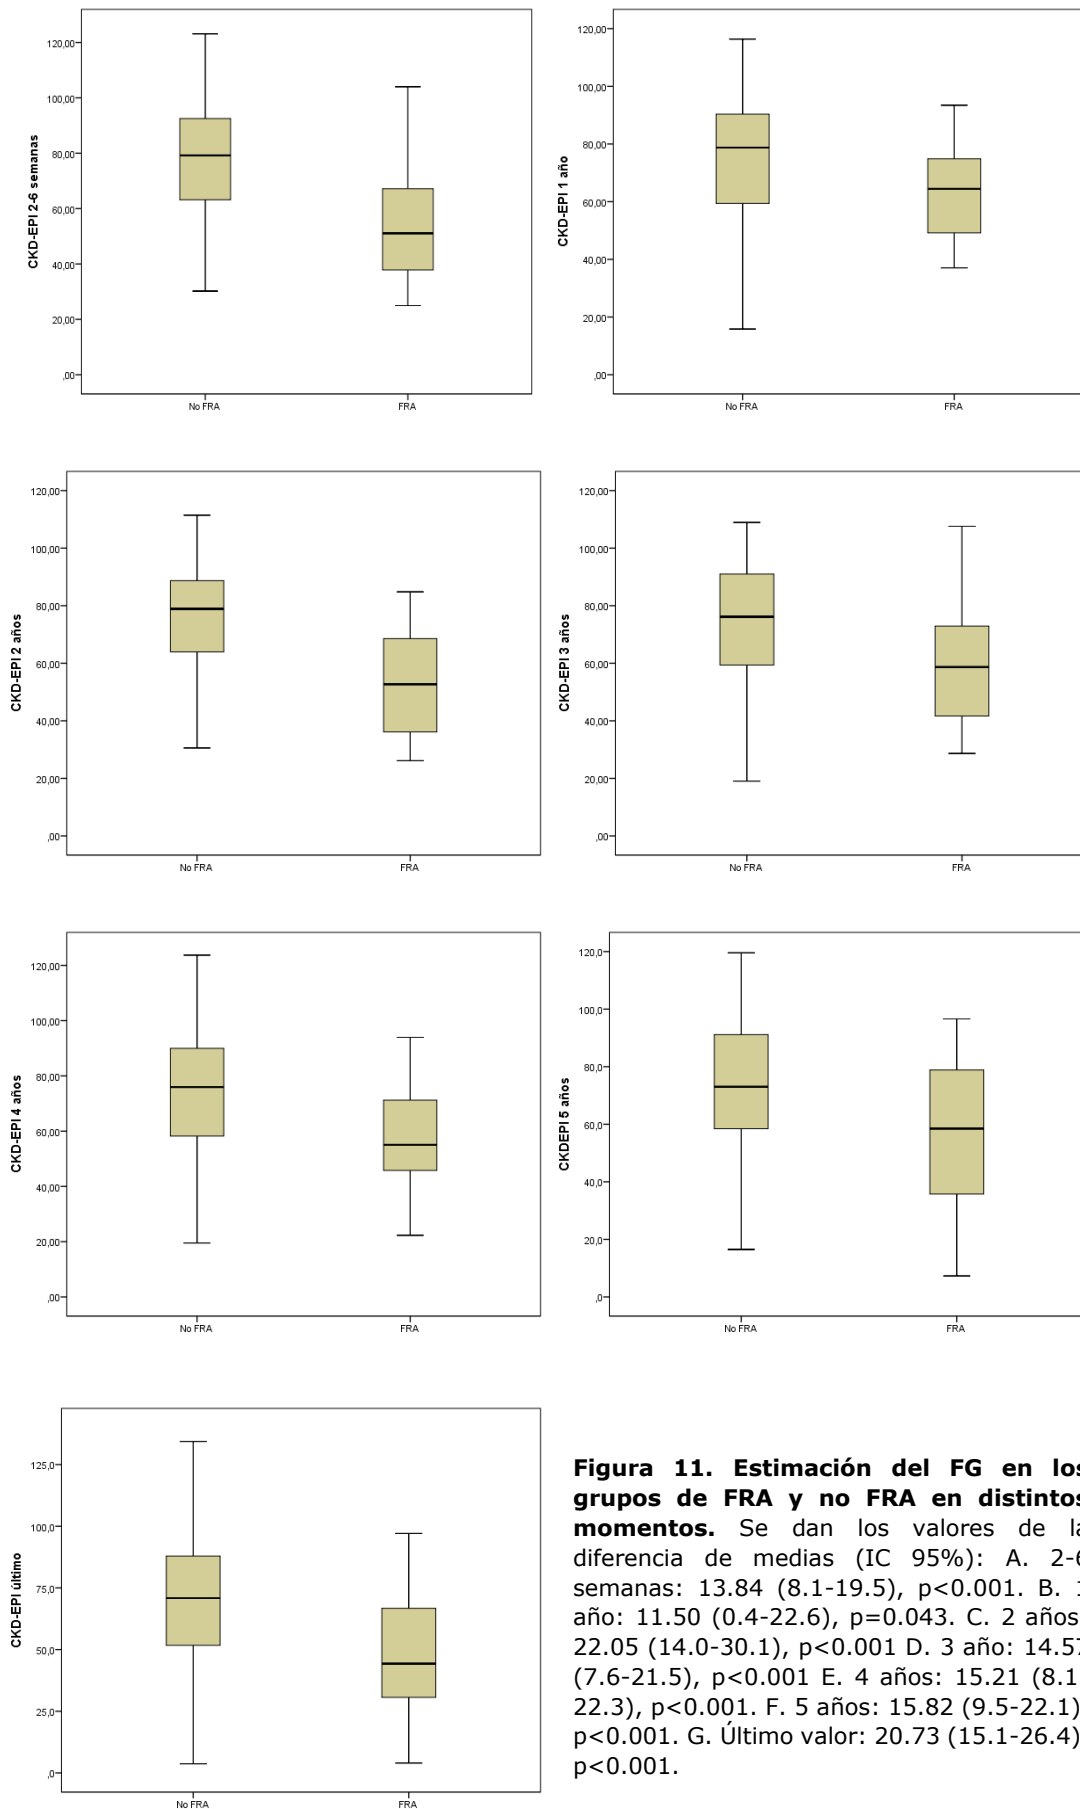 CKD-EPI 2-6 semanas
120,00
100,00
80,00
60,00
40,00
20,00
,00
No FRA
FRA
CKD-EPI 1 año
120,00
100,00
80,00
60,00
40,00
20,00
,00
No FRA
FRA
CKD-EPI 2 años
120,00
100,00
80,00
60,00
40,00
20,00
,00
No FRA
FRA
CKD-EPI 3 años
120,00
100,00
80,00
60,00
40,00
20,00
,00
No FRA
FRA
CKD-EPI 4 años
120,00
100,00
80,00
60,00
40,00
20,00
,00
No FRA
FRA
CKDEPI 5 años
120,0
100,0
80,0
60,0
40,0
20,0
,0
No FRA
FRA
CKD-EPI último
125,0
100,0
75,0
50,0
25,0
,0
No FRA
FRA
Figura 11. Estimación del FG en los
grupos de FRA y no FRA en distintos
momentos. Se dan los valores de la
diferencia de medias (IC 95%): A. 2-6
semanas: 13.84 (8.1-19.5), p<0.001. B. 1
año: 11.50 (0.4-22.6), p=0.043. C. 2 años:
22.05 (14.0-30.1), p<0.001 D. 3 año: 14.57
(7.6-21.5), p<0.001 E. 4 años: 15.21 (8.1-
22.3), p<0.001. F. 5 años: 15.82 (9.5-22.1),
p<0.001. G. Último valor: 20.73 (15.1-26.4),
p<0.001.